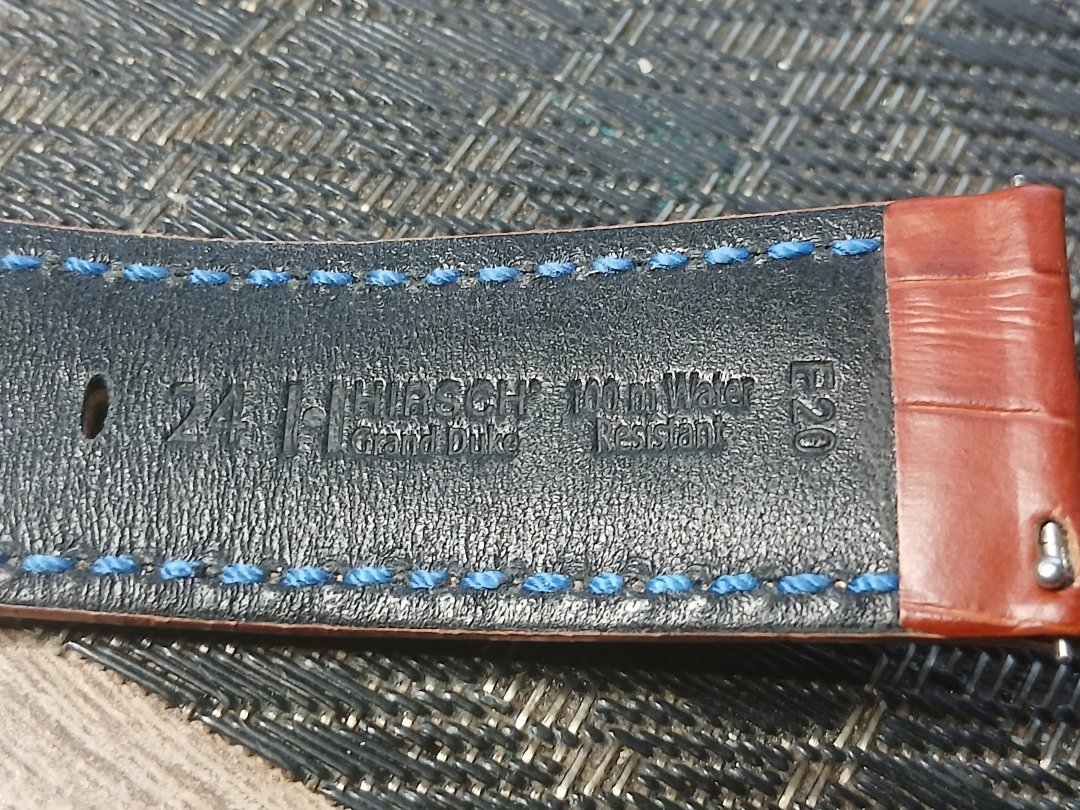 24 H HIRSCH®
Grand Duke
100 m Water
Resistant
E20